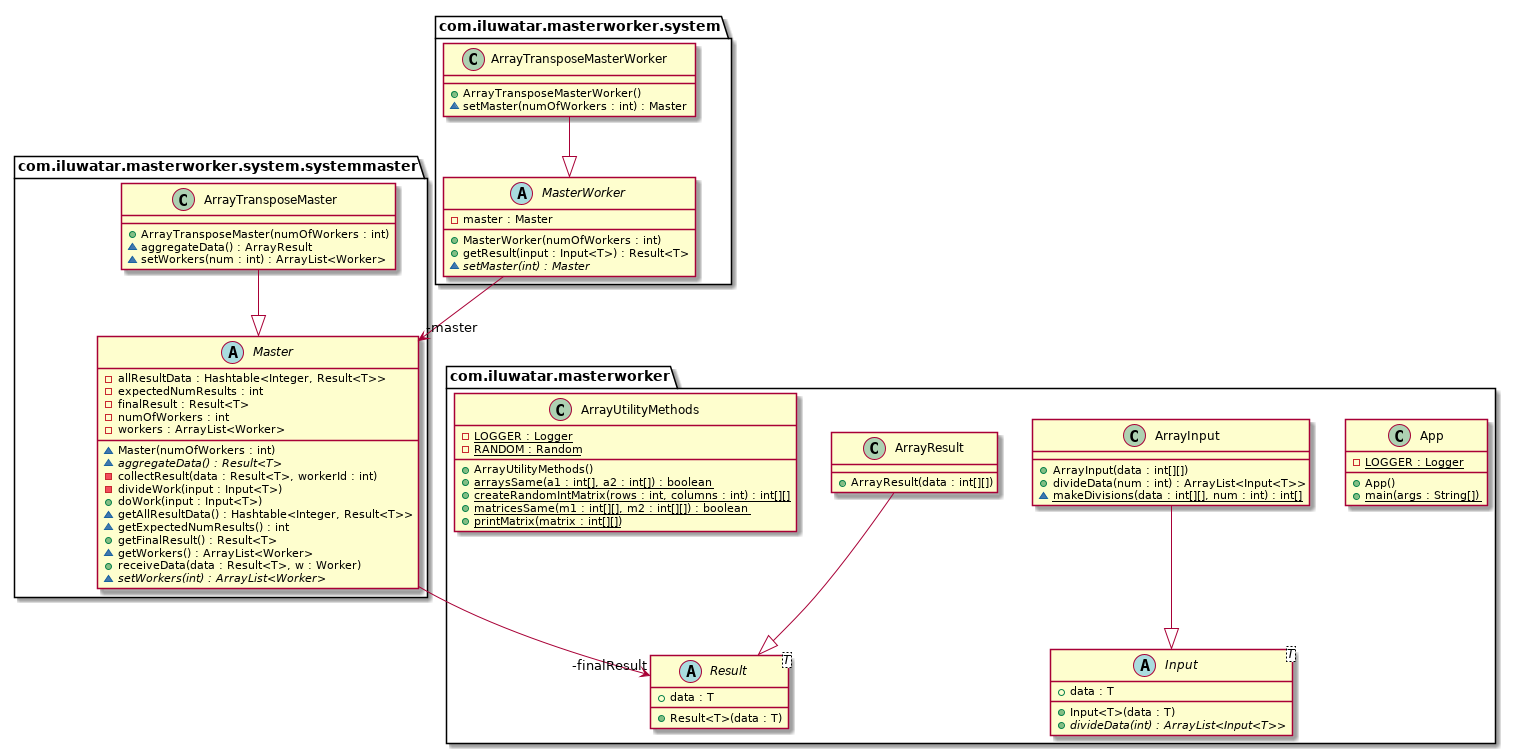 com.iluwatar.masterworker.system
C ArrayTransposeMasterWorker
ArrayTransposeMasterWorker()
setMaster(numOfWorkers : int) : Master
A MasterWorker
master : Master
MasterWorker(numOfWorkers : int)
getResult(input : Input<T>) : Result<T>
setMaster(int) : Master
com.iluwatar.masterworker.system.systemmaster
C ArrayTransposeMaster
ArrayTransposeMaster(numOfWorkers : int)
aggregateData() : ArrayResult
setWorkers(num : int) : ArrayList<Worker>
-master
A Master
allResultData : Hashtable<Integer, Result<T>>
expectedNumResults : int
finalResult : Result<T>
numOfWorkers : int
workers : ArrayList<Worker>
Master(numOfWorkers : int)
aggregateData() : Result<T>
collectResult(data : Result<T>, workerId : int)
divideWork(input : Input<T>)
doWork(input : Input<T>)
getAllResultData() : Hashtable<Integer, Result<T>>
getExpectedNumResults() : int
getFinalResult() : Result<T>
getWorkers() : ArrayList<Worker>
receiveData(data : Result<T>, w : Worker)
setWorkers(int) : ArrayList<Worker>
com.iluwatar.masterworker
C ArrayUtilityMethods
LOGGER : Logger
RANDOM : Random
ArrayUtilityMethods()
arraysSame(a1 : int[], a2 : int[]) : boolean
createRandomIntMatrix(rows : int, columns : int) : int[][]
matricesSame(m1 : int[][], m2 : int[][]) : boolean
printMatrix(matrix : int[][])
C ArrayResult
ArrayResult(data : int[][])
C ArrayInput
ArrayInput(data : int[][])
divideData(num : int) : ArrayList<Input<T>>
makeDivisions(data : int[][], num : int) : int[]
C App
LOGGER : Logger
App()
main(args : String[])
-finalResult
A Result
T
data : T
Result<T>(data : T)
A Input
T
data : T
Input<T>(data : T)
divideData(int) : ArrayList<Input<T>>